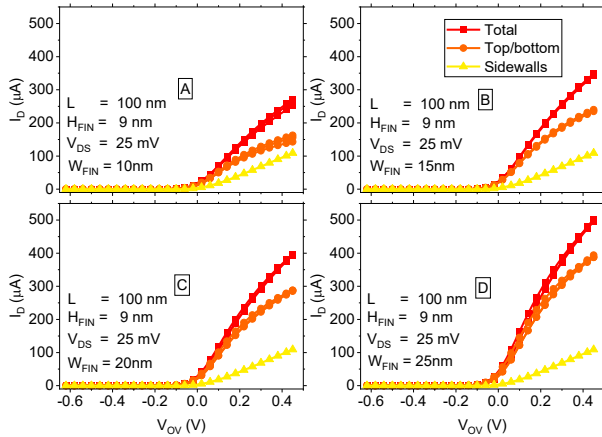 500
400
300
200
100
0
I_D (µA)
A
L = 100 nm
H_FIN = 9 nm
V_DS = 25 mV
W_FIN = 10nm
Total
Top/bottom
Sidewalls
500
400
300
200
100
0
I_D (µA)
B
L = 100 nm
H_FIN = 9 nm
V_DS = 25 mV
W_FIN = 15nm
500
400
300
200
100
0
I_D (µA)
C
L = 100 nm
H_FIN = 9 nm
V_DS = 25 mV
W_FIN = 20nm
-0.6 -0.4 -0.2 0.0 0.2 0.4
V_OV (V)
500
400
300
200
100
0
I_D (µA)
D
L = 100 nm
H_FIN = 9 nm
V_DS = 25 mV
W_FIN = 25nm
-0.6 -0.4 -0.2 0.0 0.2 0.4
V_OV (V)